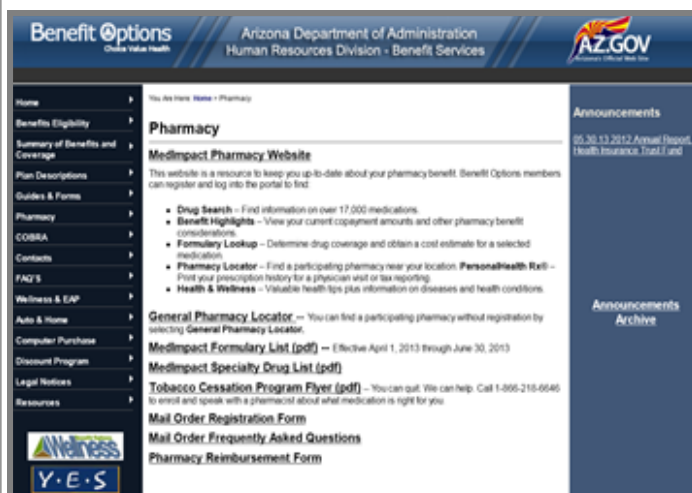 Benefit Options
Choice Value Health
Arizona Department of Administration
Human Resources Division - Benefit Services
AZ.GOV
Arizona's Official Web Site
Home
Benefits Eligibility
Summary of Benefits and
Coverage
Plan Descriptions
Guides & Forms
Pharmacy
COBRA
Contacts
FAQ'S
Wellness & EAP
Auto & Home
Computer Purchase
Discount Program
Legal Notices
Resources
Wellness
Y·E·S
You Are Here: Home • Pharmacy
Pharmacy
MedImpact Pharmacy Website
This website is a resource to keep you up-to-date about your pharmacy benefit. Benefit Options members
can register and log into the portal to find:
• Drug Search – Find information on over 17,000 medications.
• Benefit Highlights – View your current copayment amounts and other pharmacy benefit
considerations.
• Formulary Lookup – Determine drug coverage and obtain a cost estimate for a selected
medication.
• Pharmacy Locator – Find a participating pharmacy near your location. PersonalHealth Rx® –
Print your prescription history for a physician visit or tax reporting.
• Health & Wellness – Valuable health tips plus information on diseases and health conditions.
General Pharmacy Locator -- You can find a participating pharmacy without registration by
selecting General Pharmacy Locator.
MedImpact Formulary List (pdf) -- Effective April 1, 2013 through June 30, 2013
MedImpact Specialty Drug List (pdf)
Tobacco Cessation Program Flyer (pdf) – You can quit. We can help. Call 1-866-218-6646
to enroll and speak with a pharmacist about what medication is right for you.
Mail Order Registration Form
Mail Order Frequently Asked Questions
Pharmacy Reimbursement Form
Announcements
05.30.13 2012 Annual Report,
Health Insurance Trust Fund
Announcements
Archive